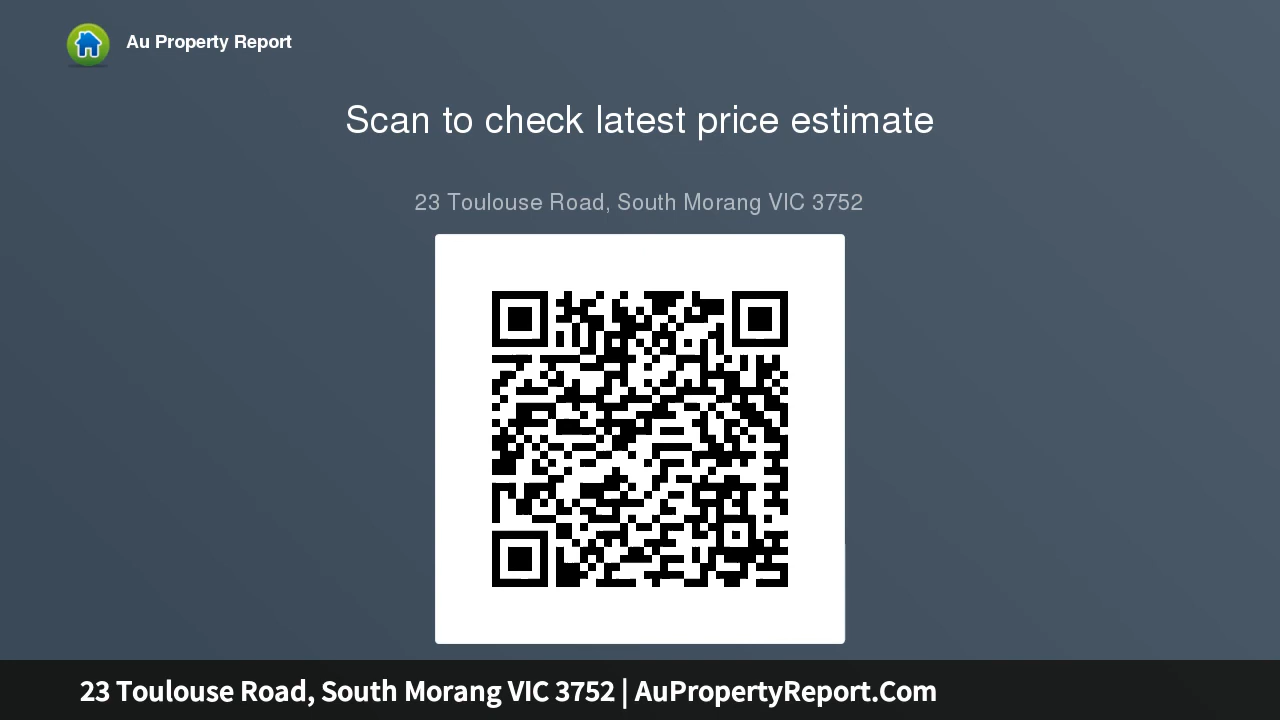 Au Property Report
Scan to check latest price estimate
23 Toulouse Road, South Morang VIC 3752
23 Toulouse Road, South Morang VIC 3752 | AuPropertyReport.Com